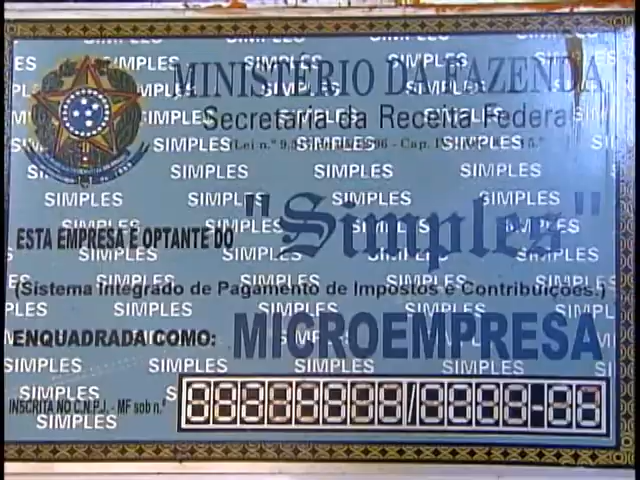 MINISTÉRIO DA FAZENDA
Secretaria da Receita Federal
"Simples"
ESTA EMPRESA É OPTANTE DO
(Sistema Integrado de Pagamento de Impostos e Contribuições.)
ENQUADRADA COMO: MICROEMPRESA
INSCRITA NO C.N.P.J. - MF sob n.º 88888888/8888-88